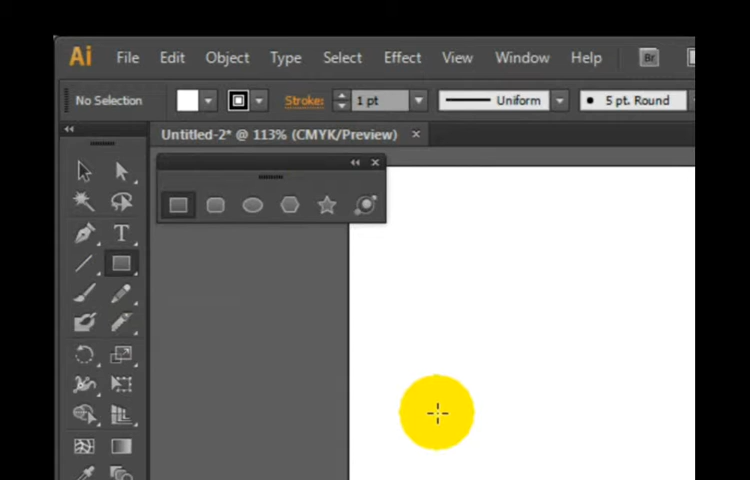 Ai File Edit Object Type Select Effect View Window Help Br
No Selection Stroke: 1 pt Uniform 5 pt. Round
Untitled-2* @ 113% (CMYK/Preview) ×
T